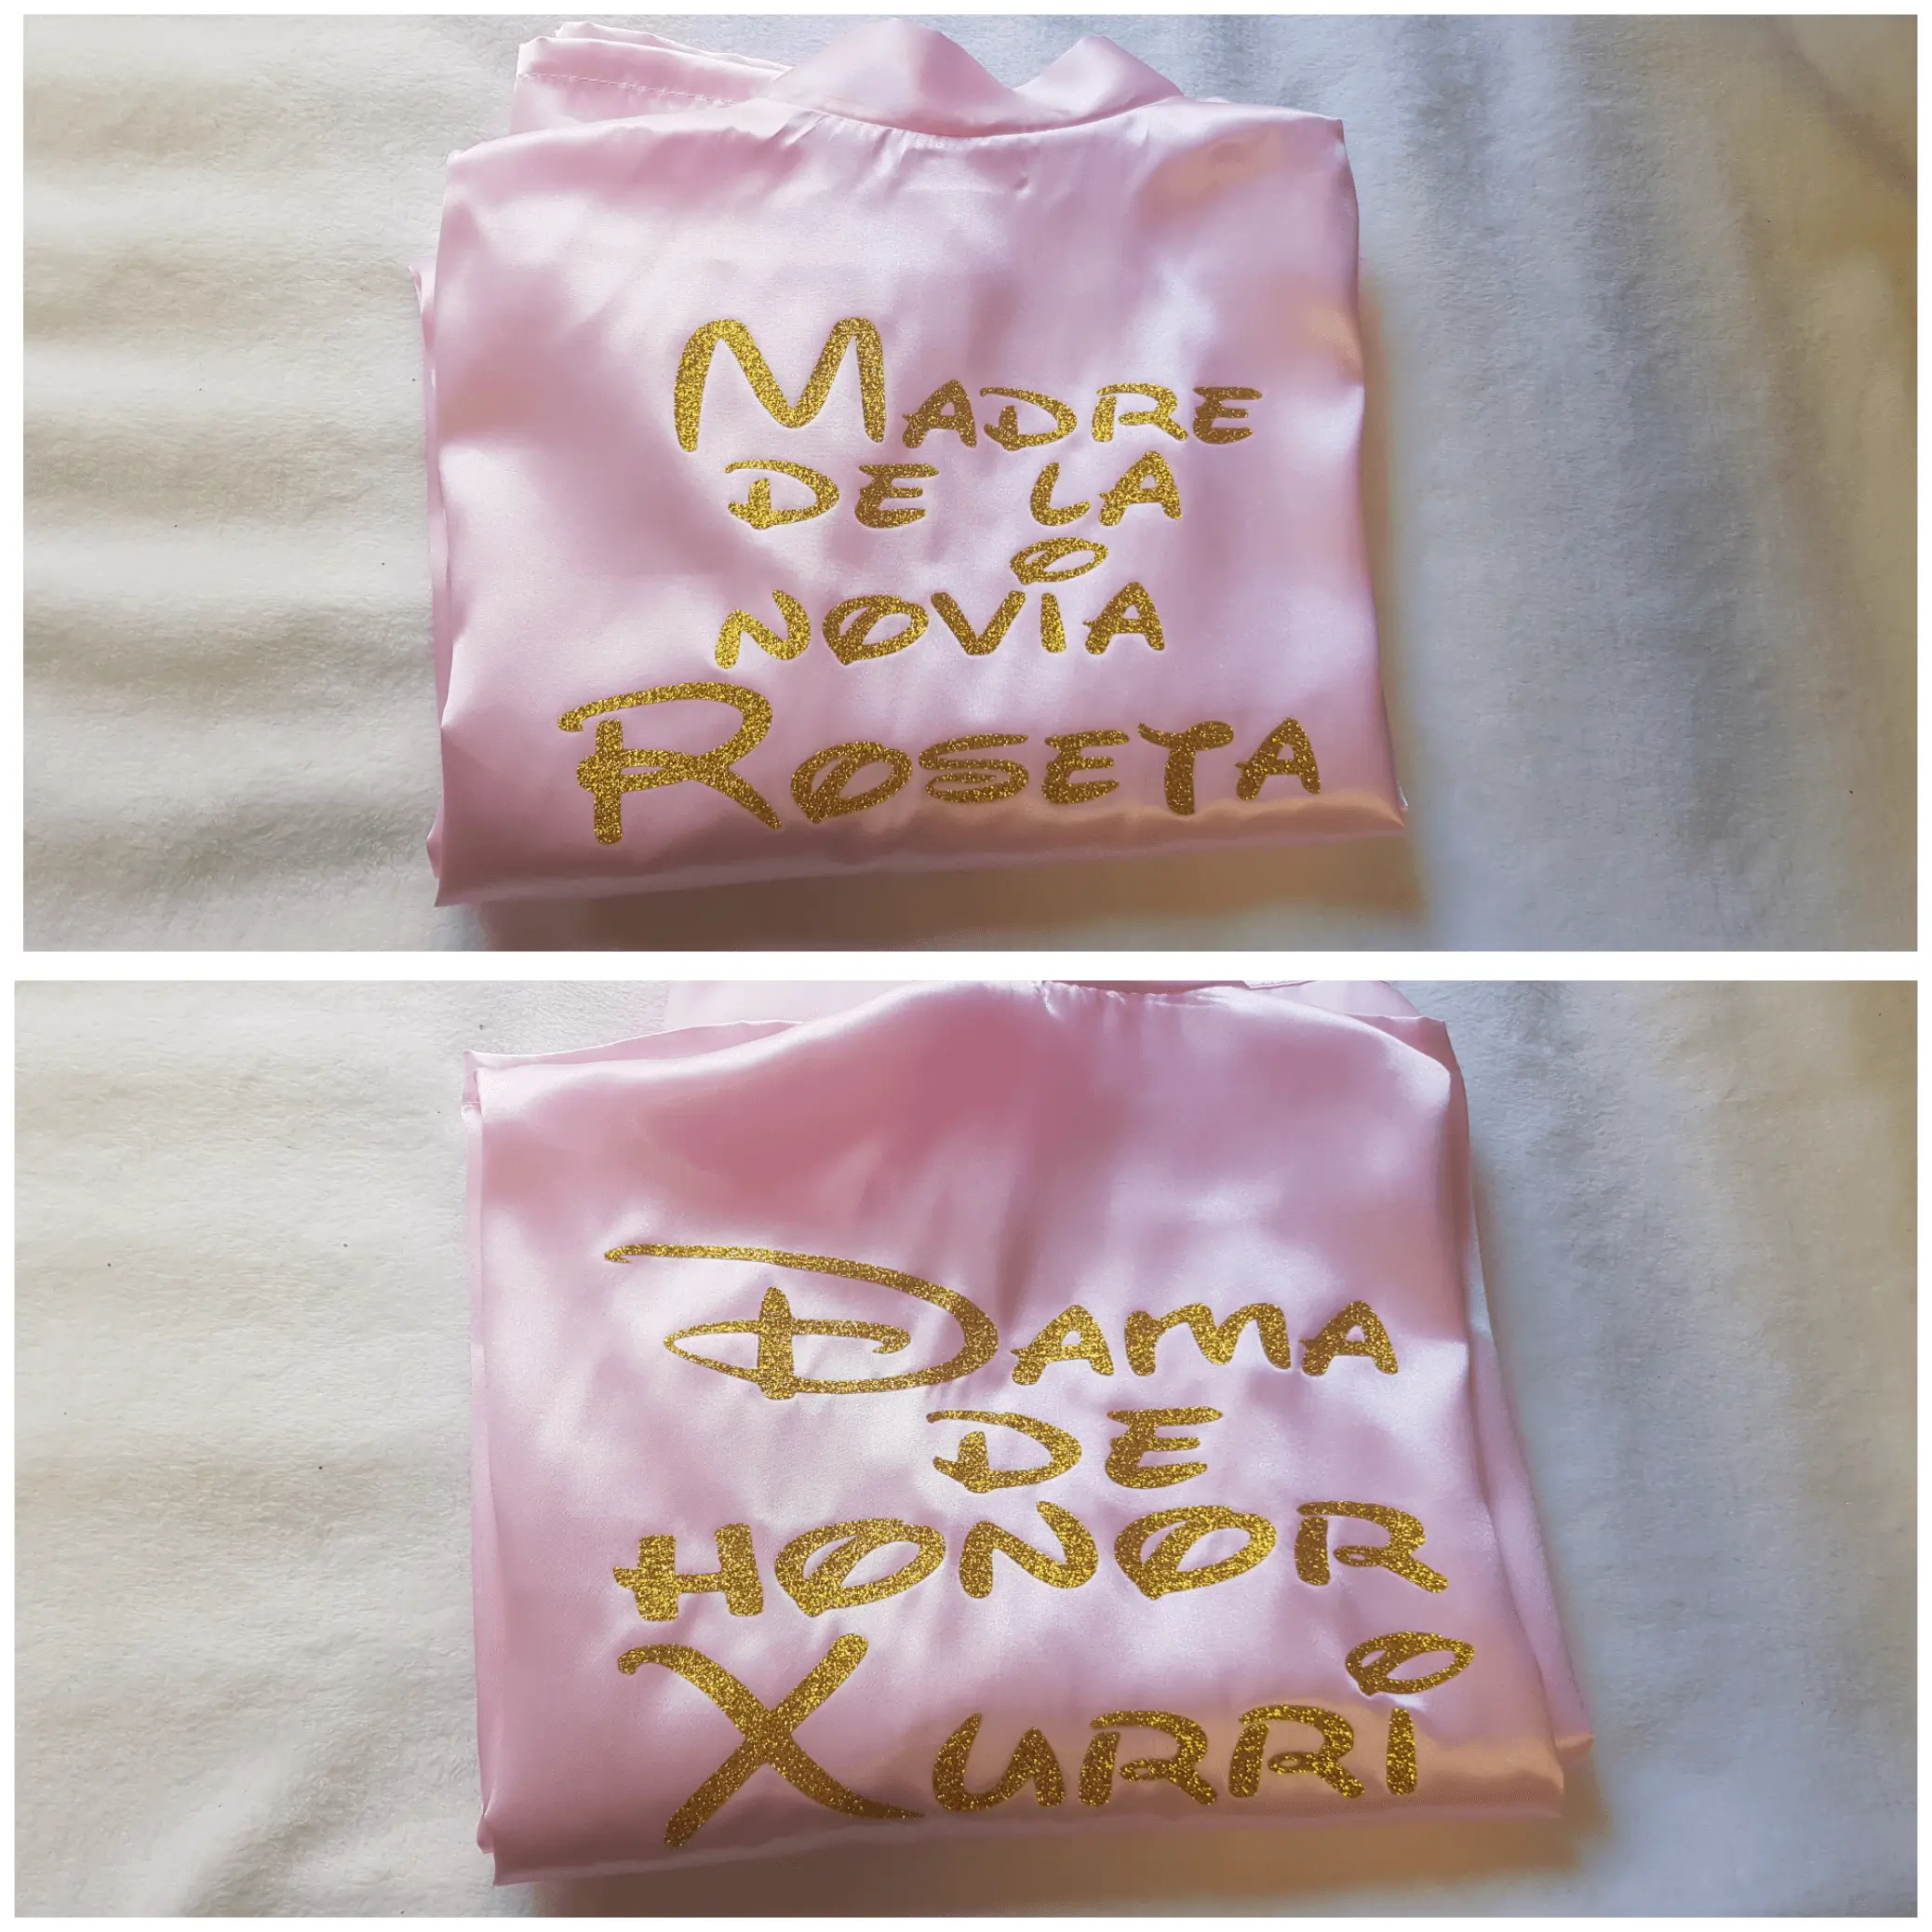 Madre
de la
novia
Roseta
Dama
de
honor
Xurri